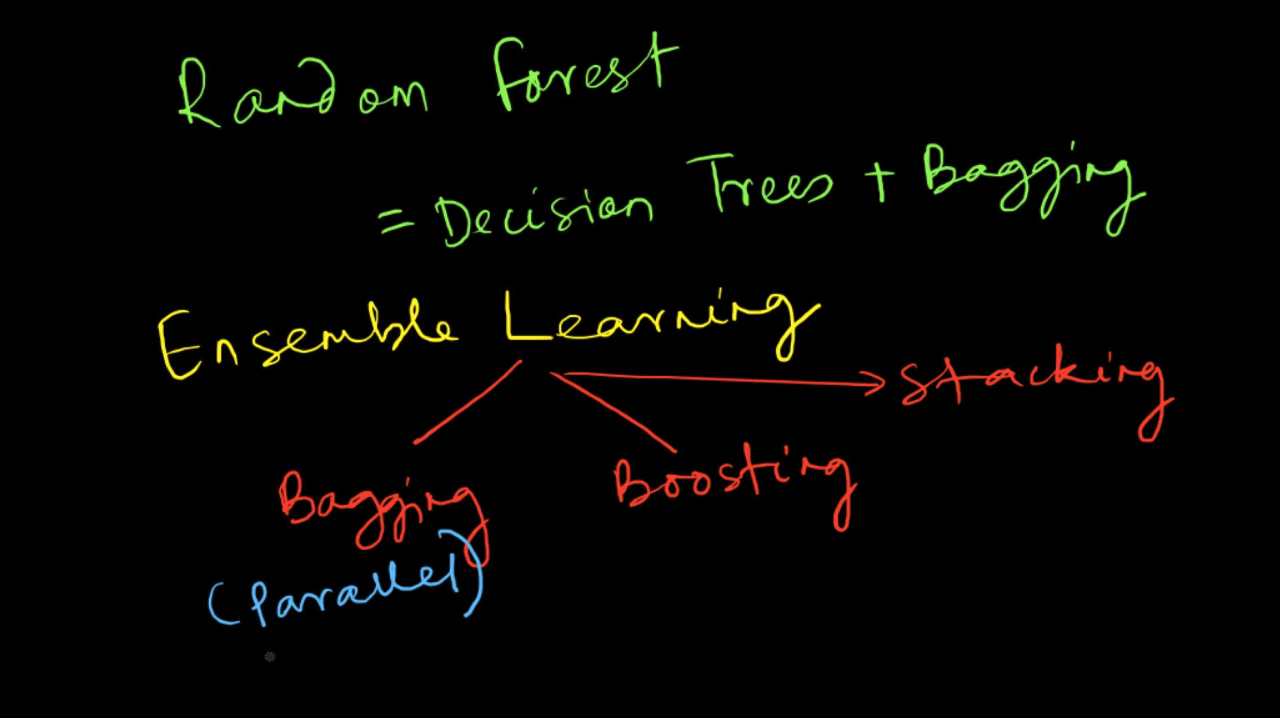 Random Forest
= Decision Trees + Bagging
Ensemble Learning
Stacking
Bagging
Boosting
(Parallel)